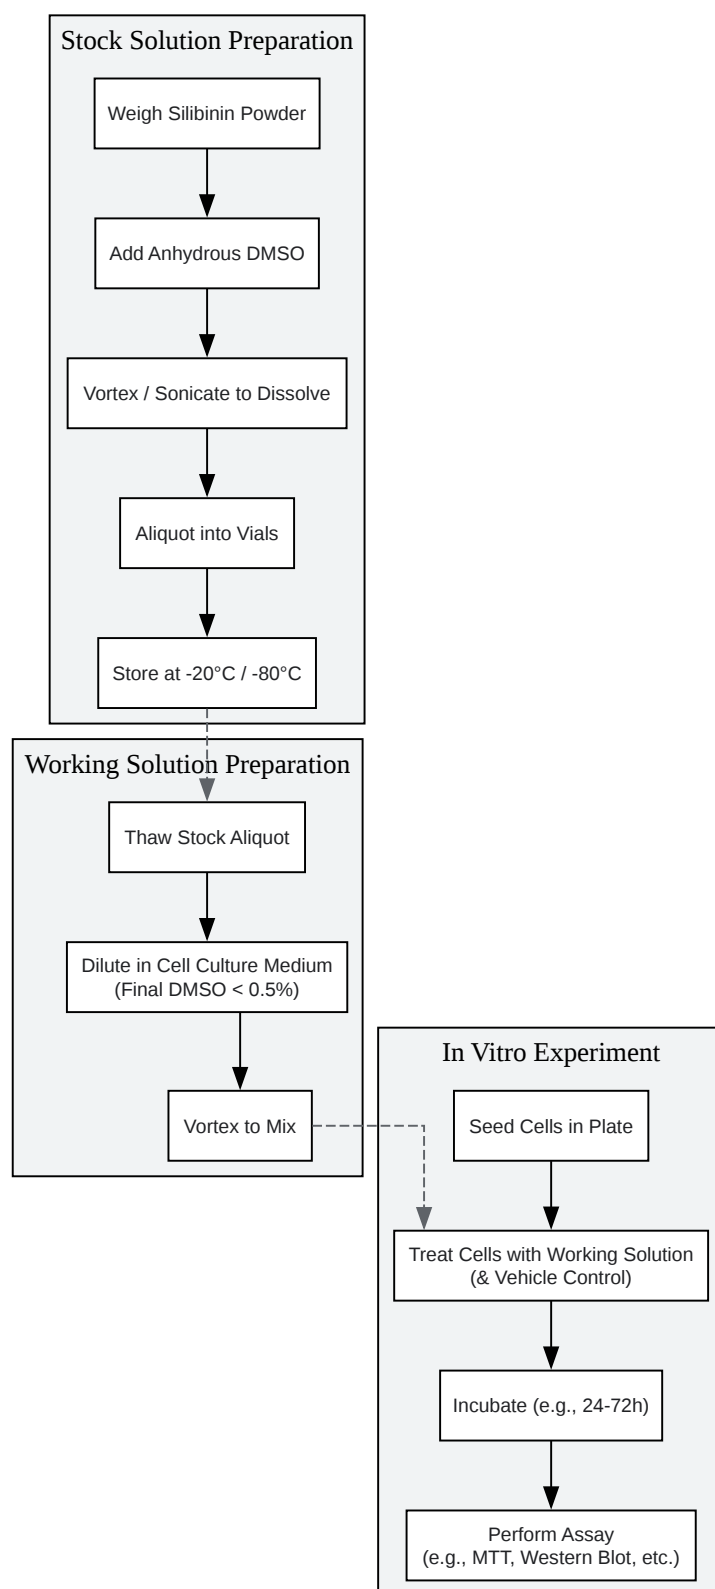 Stock Solution Preparation
Weigh Silibinin Powder
Add Anhydrous DMSO
Vortex / Sonicate to Dissolve
Aliquot into Vials
Store at -20°C / -80°C
Working Solution Preparation
Thaw Stock Aliquot
Dilute in Cell Culture Medium
(Final DMSO < 0.5%)
Vortex to Mix
In Vitro Experiment
Seed Cells in Plate
Treat Cells with Working Solution
(& Vehicle Control)
Incubate (e.g., 24-72h)
Perform Assay
(e.g., MTT, Western Blot, etc.)